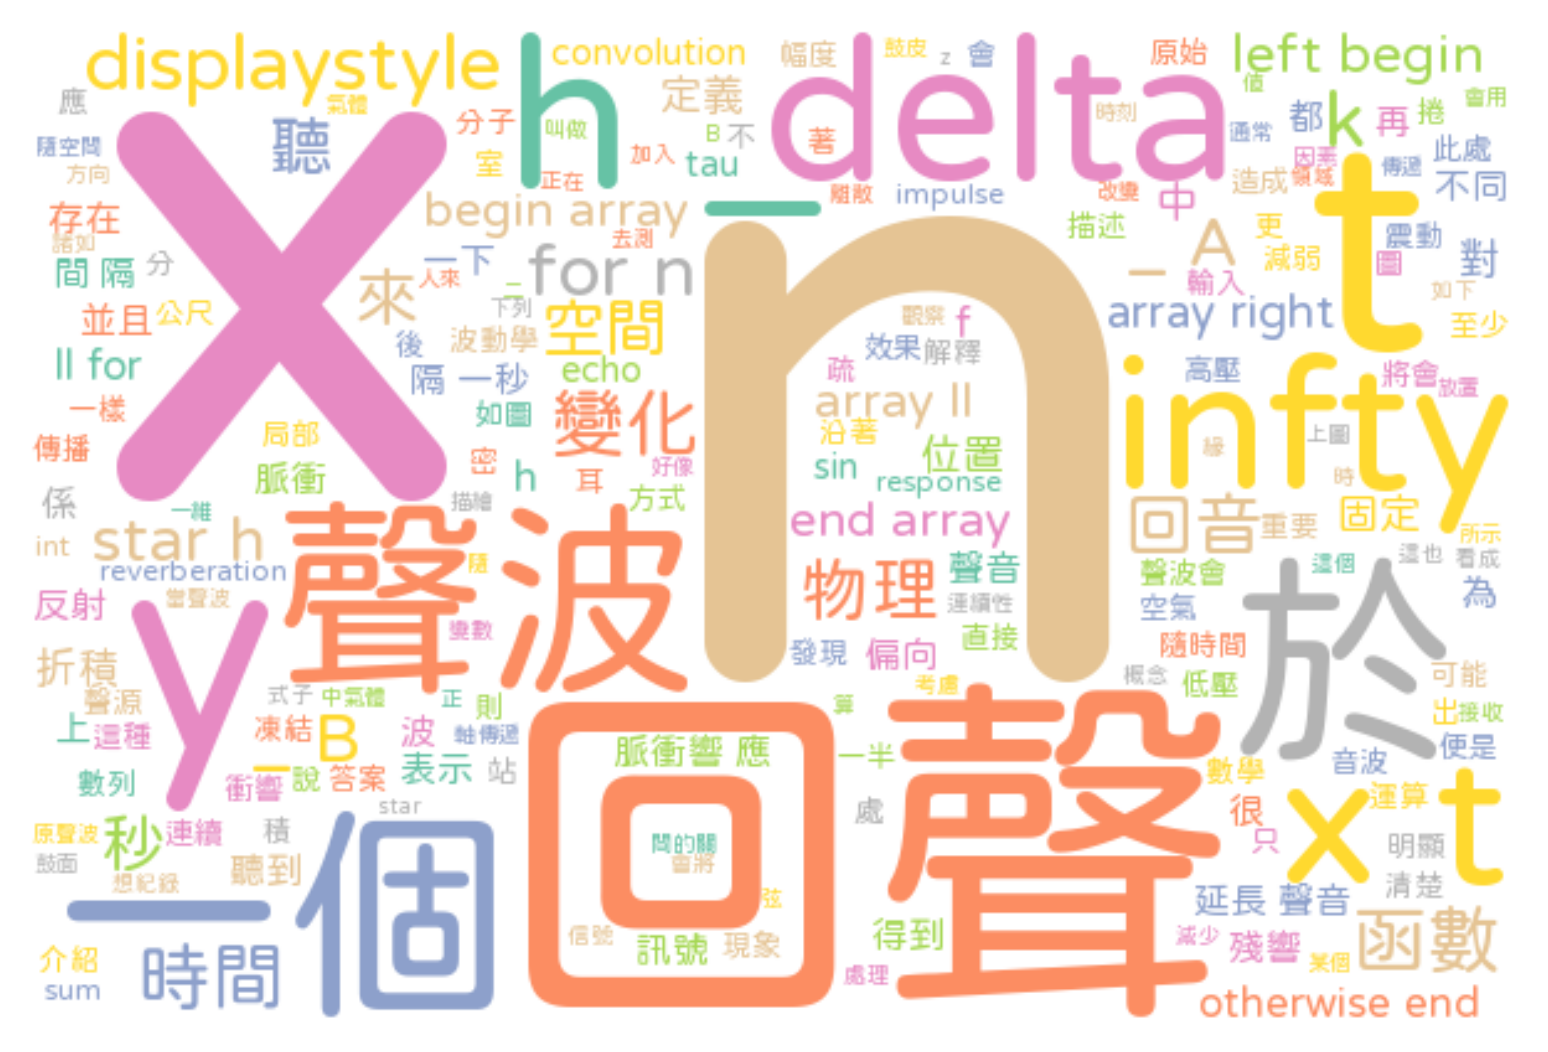 displaystyle
h
convolution
幅度
delta
鼓皮
z
會
原始
left begin
應
氣體
聽
分子
叫做
定義
B
不
著
時刻
值
通常
都
k
再
捲
會用
隨空間
方向
X
室
加入
tau
正在
離散
impulse
改變
因素
領域
中
造成
傳遞
此處
不同
存在
諸如
間 隔
分
begin array
一
去測
描述
A
更
減弱
t
震動
圖
對
並且
公尺
來
一下
人來
二
for n
下列
n
觀察
f
一
輸入
array right
如下
至少
ll for
後
波動學
空間
效果
解釋
隔 一秒
echo
疏
高壓
infty
將會
放置
一樣
傳播
局部
如圖
變化
array ll
沿著
位置
上圖
緣
時
脈衝
密
h
耳
好像
sin
response
係
一維
描繪
方式
end array
回音
重要
固定
所示
int
star h
reverberation
聲波
隨
物理
聲音
聲波會
這個
這也
看成
反射
當聲波
y
變數
連續性
空氣
於
為
折積
發現
偏向
直接
隨時間
聲源
式子
中氣體
正
則
考慮
概念
低壓
可能
上
這種
凍結
B
波
軸傳遞
回聲
脈衝響 應
算
一半
出
接收
便是
數列
衝響
一
說
答案
表示
站
音波
數學
star
處
很
x t
運算
原聲波
秒
連續
積
一個
問的關
會將
只
明顯
鼓面
想紀錄
聽到
弦
延長 聲音
清楚
介紹
時間
信號
訊號
現象
得到
減少
殘響
某個
函數
sum
處理
otherwise end